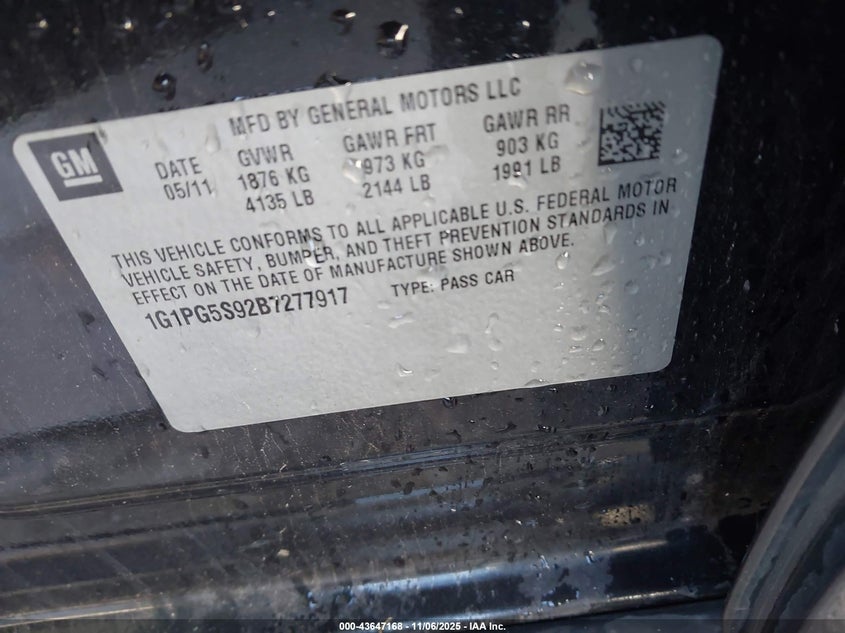 GM
MFD BY GENERAL MOTORS LLC
DATE GVWR GAWR FRT GAWR RR
05/11 1876 KG 973 KG 903 KG
4135 LB 2144 LB 1991 LB
THIS VEHICLE CONFORMS TO ALL APPLICABLE U.S. FEDERAL MOTOR
VEHICLE SAFETY, BUMPER, AND THEFT PREVENTION STANDARDS IN
EFFECT ON THE DATE OF MANUFACTURE SHOWN ABOVE.
1G1PG5S92B7277917 TYPE: PASS CAR
000-43647168 - 11/06/2025 - IAA Inc.